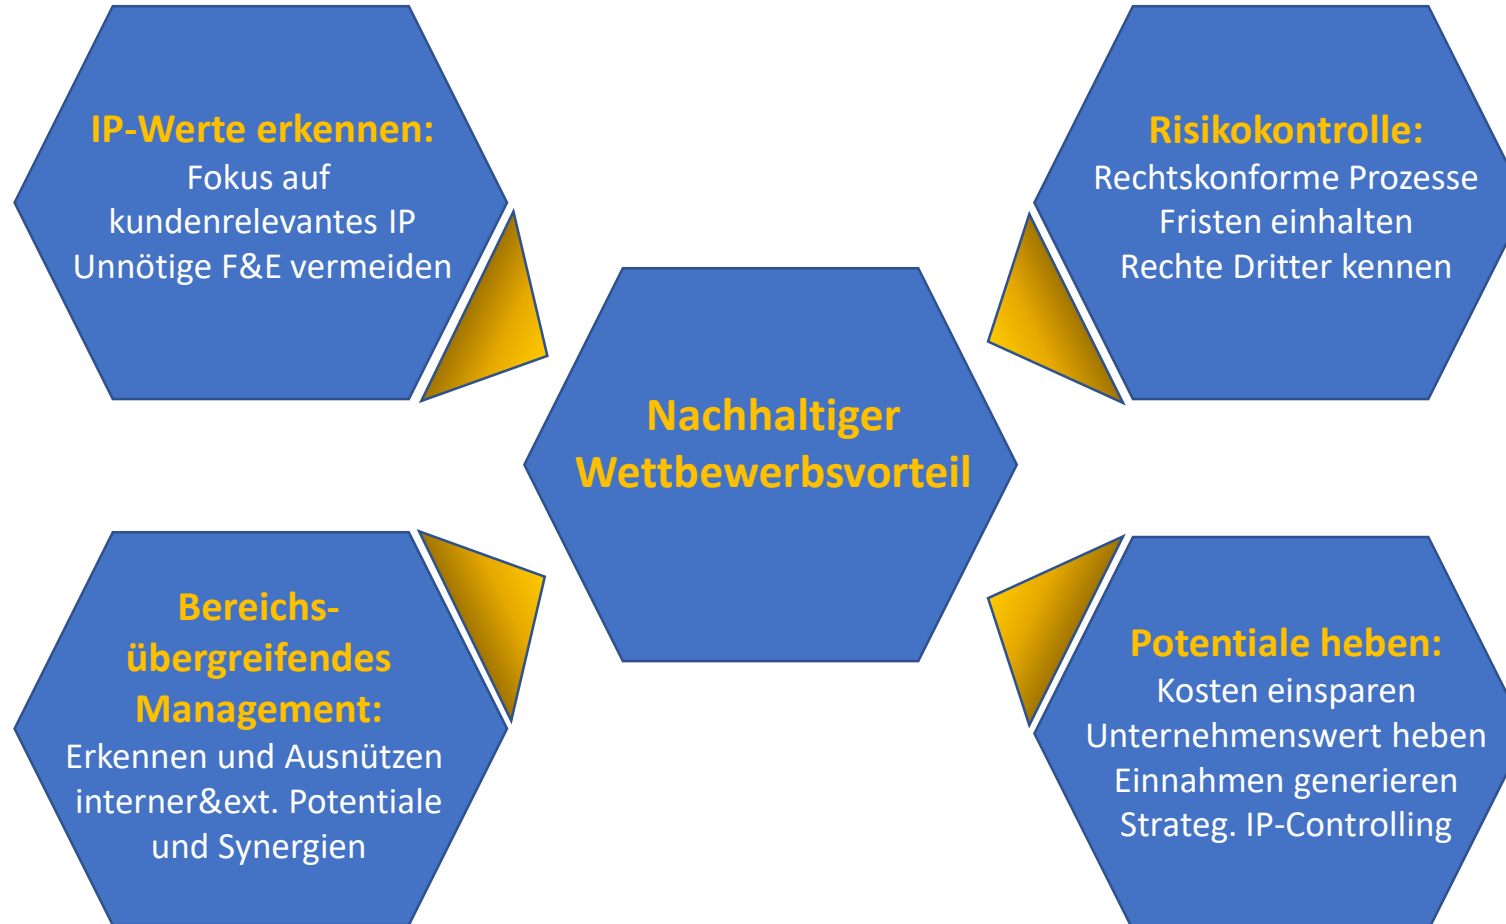 IP-Werte erkennen:
Fokus auf
kundenrelevantes IP
Unnötige F&E vermeiden
Risikokontrolle:
Rechtskonforme Prozesse
Fristen einhalten
Rechte Dritter kennen
Nachhaltiger
Wettbewerbsvorteil
Bereichs-
übergreifendes
Management:
Erkennen und Ausnützen
interner&ext. Potentiale
und Synergien
Potentiale heben:
Kosten einsparen
Unternehmenswert heben
Einnahmen generieren
Strateg. IP-Controlling